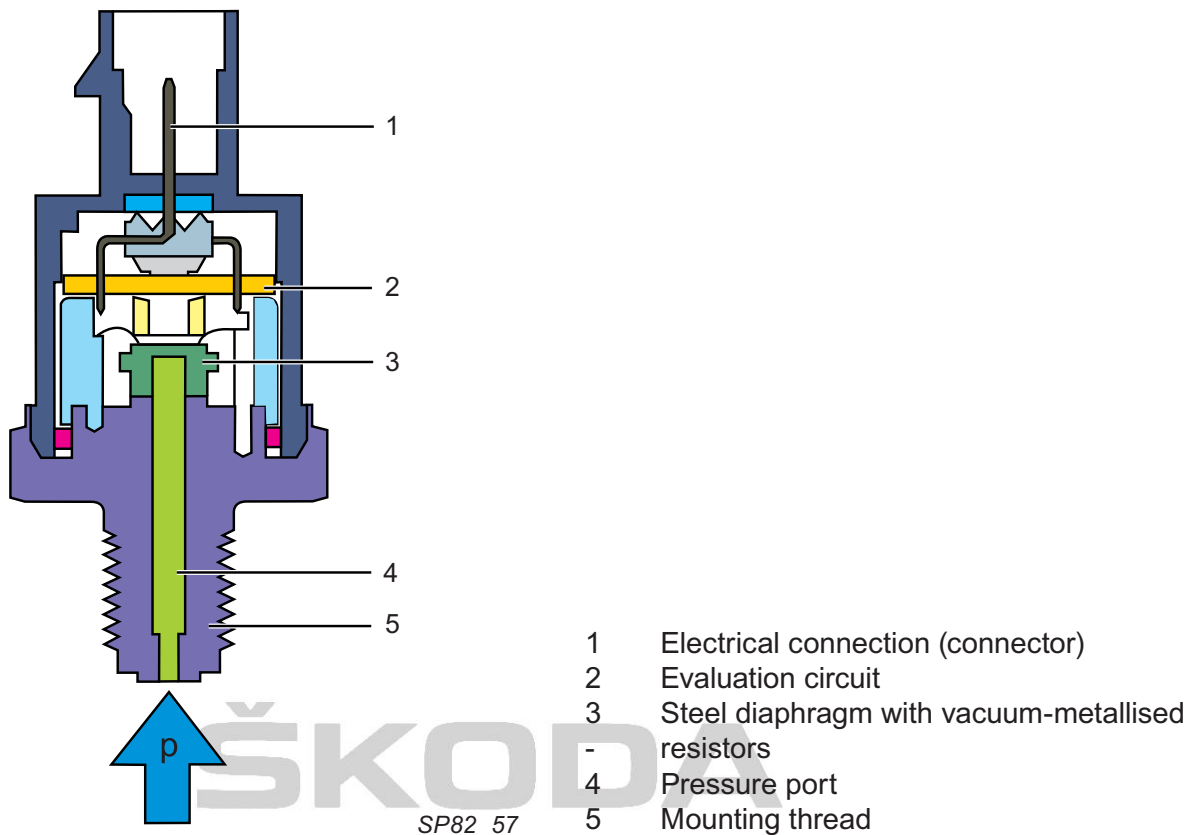 1
2
3
4
5
p
1 Electrical connection (connector)
2 Evaluation circuit
3 Steel diaphragm with vacuum-metallised
- resistors
4 Pressure port
5 Mounting thread
ŠKODA
SP82_57